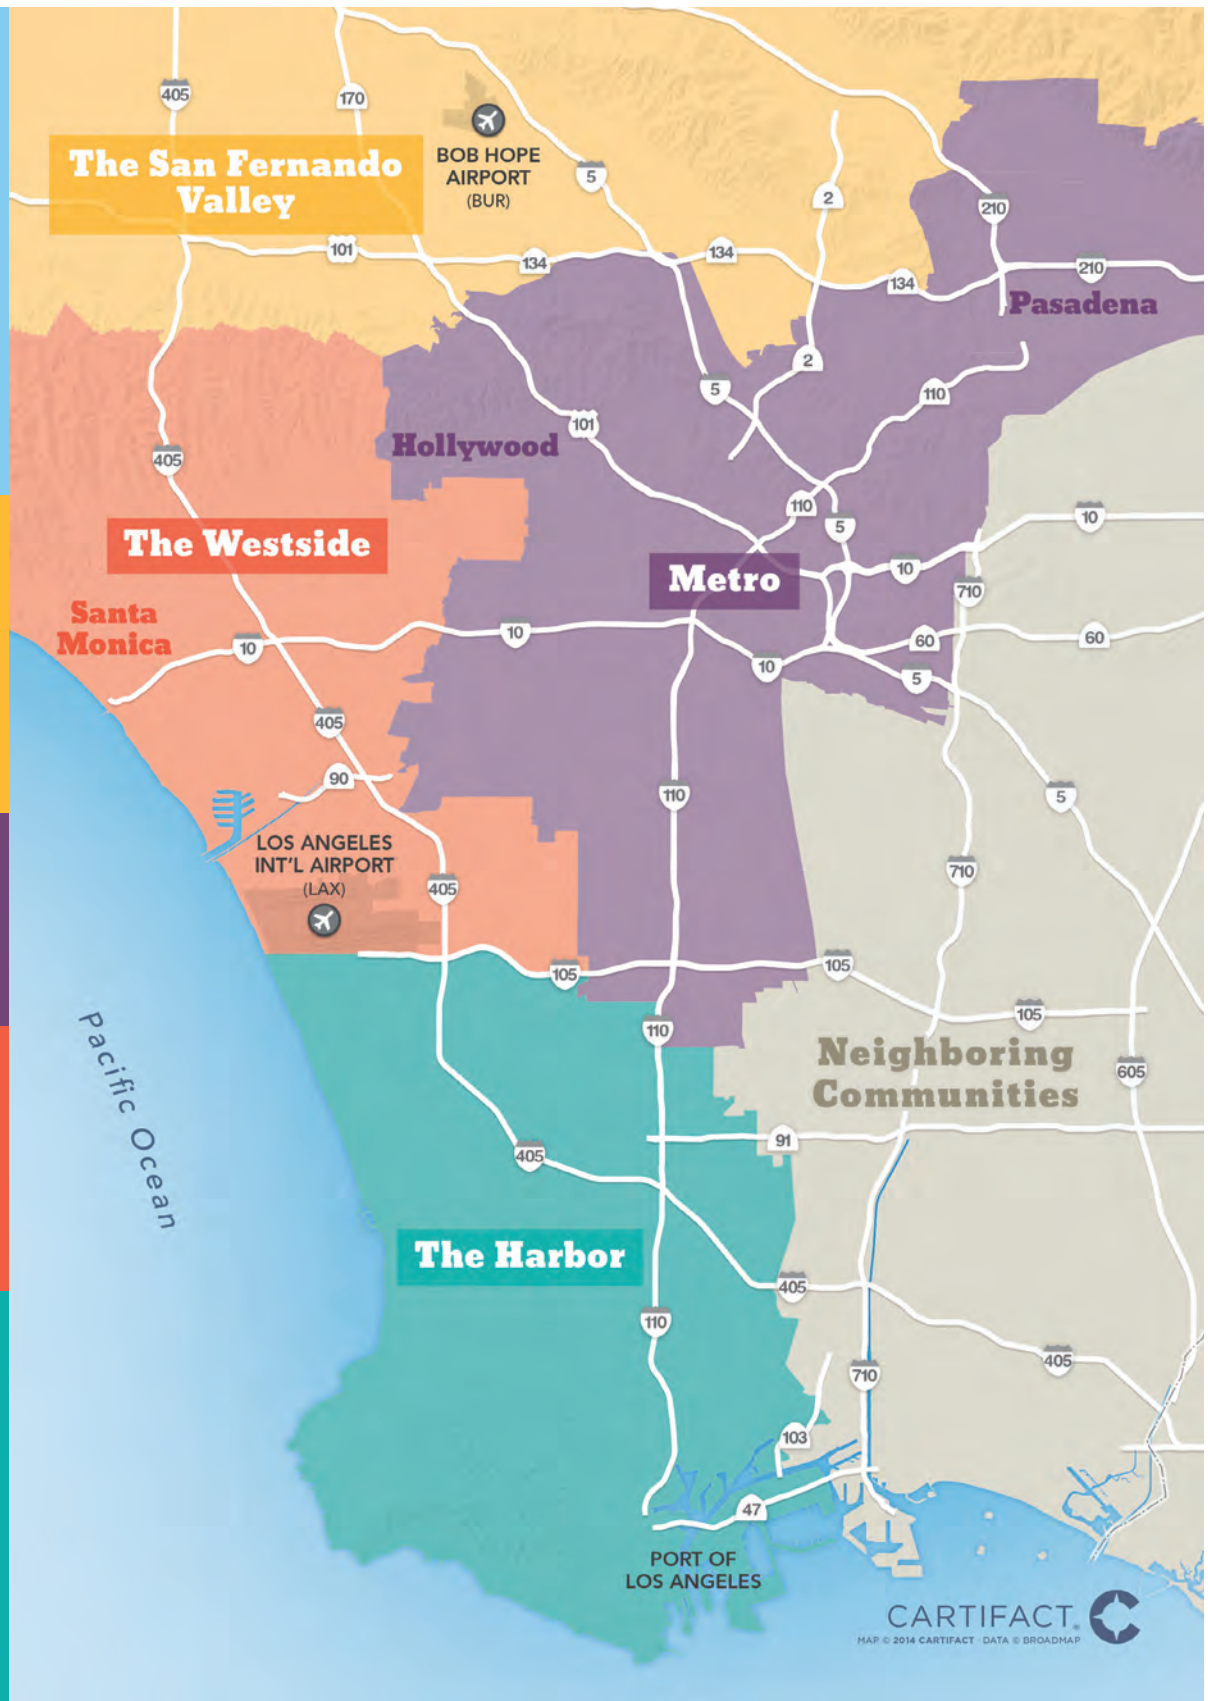 405
170
BOB HOPE
AIRPORT
(BUR)
The San Fernando
Valley
5
2
210
101
134
134
134
210
Pasadena
2
5
110
101
Hollywood
405
110
5
10
The Westside
Metro
10
710
Santa
Monica
10
10
60
60
10
5
405
90
110
5
LOS ANGELES
INT'L AIRPORT
(LAX)
405
710
105
105
105
110
Neighboring
Communities
605
Pacific Ocean
91
405
The Harbor
405
110
405
710
103
47
PORT OF
LOS ANGELES
CARTIFACT®
MAP © 2014 CARTIFACT · DATA © BROADMAP